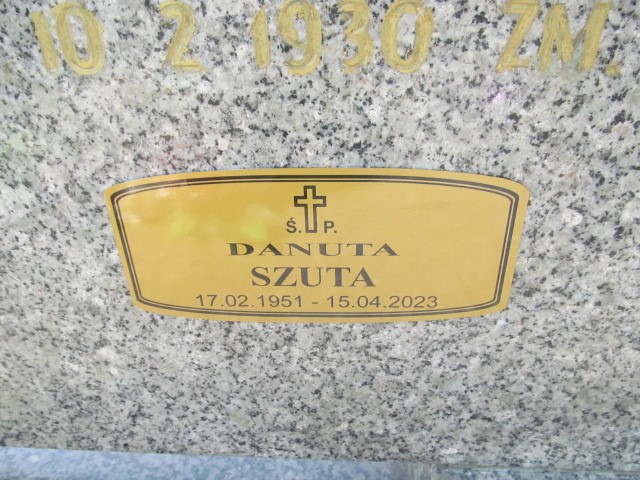 10 2 1930 ZM.
Ś. P.
DANUTA
SZUTA
17.02.1951 - 15.04.2023